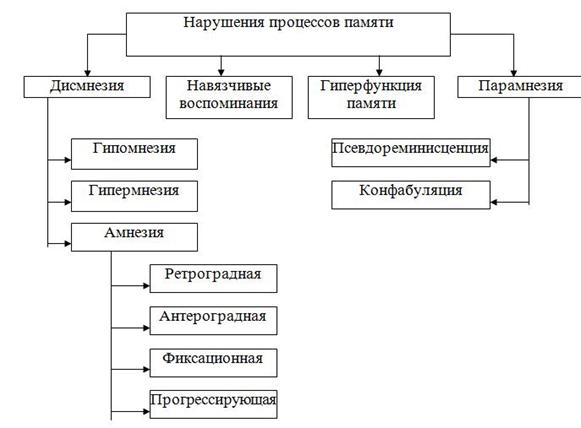 Нарушения процессов памяти
Дисмнезия
Навязчивые
воспоминания
Гиперфункция
памяти
Парамнезия
Гипомнезия
Гипермнезия
Амнезия
Псевдореминисценция
Конфабуляция
Ретроградная
Антероградная
Фиксационная
Прогрессирующая